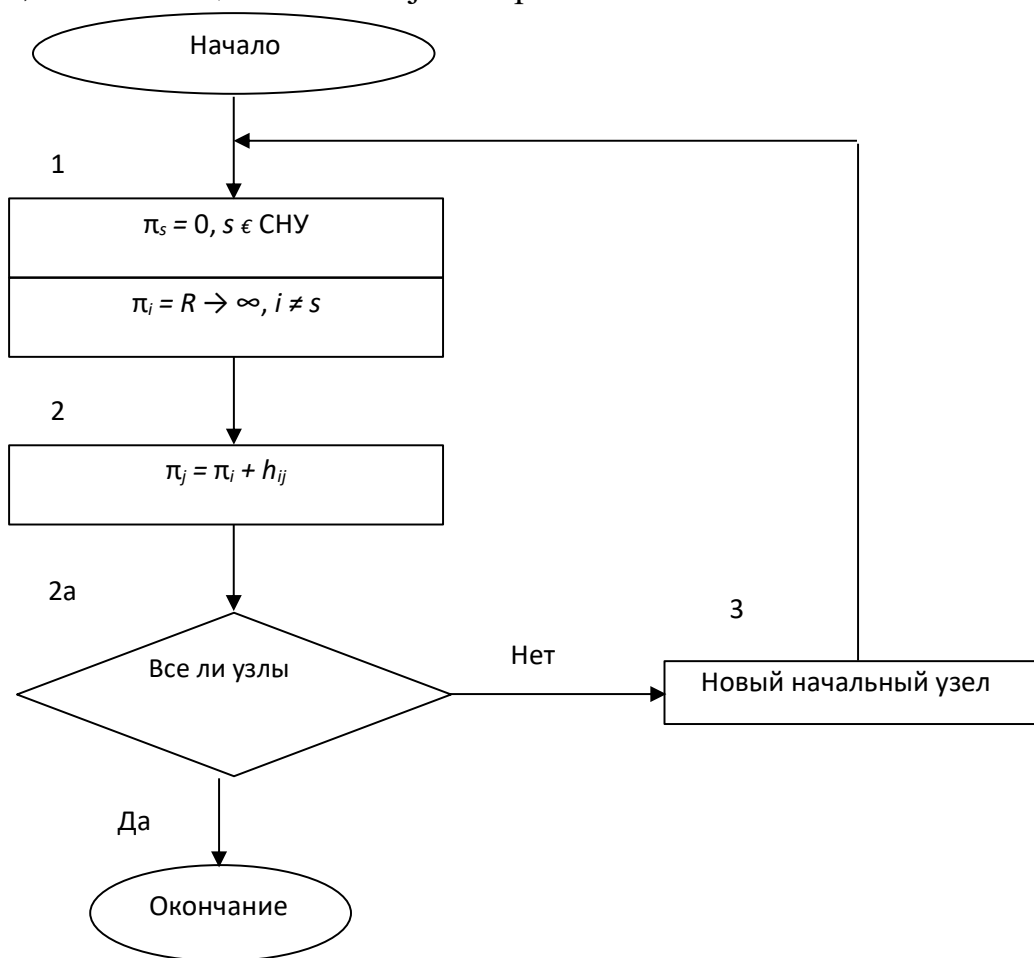 Начало
1
πs = 0, s є СНУ
πi = R → ∞, i ≠ s
2
πj = πi + hij
2а
Все ли узлы
Нет
3
Новый начальный узел
Да
Окончание